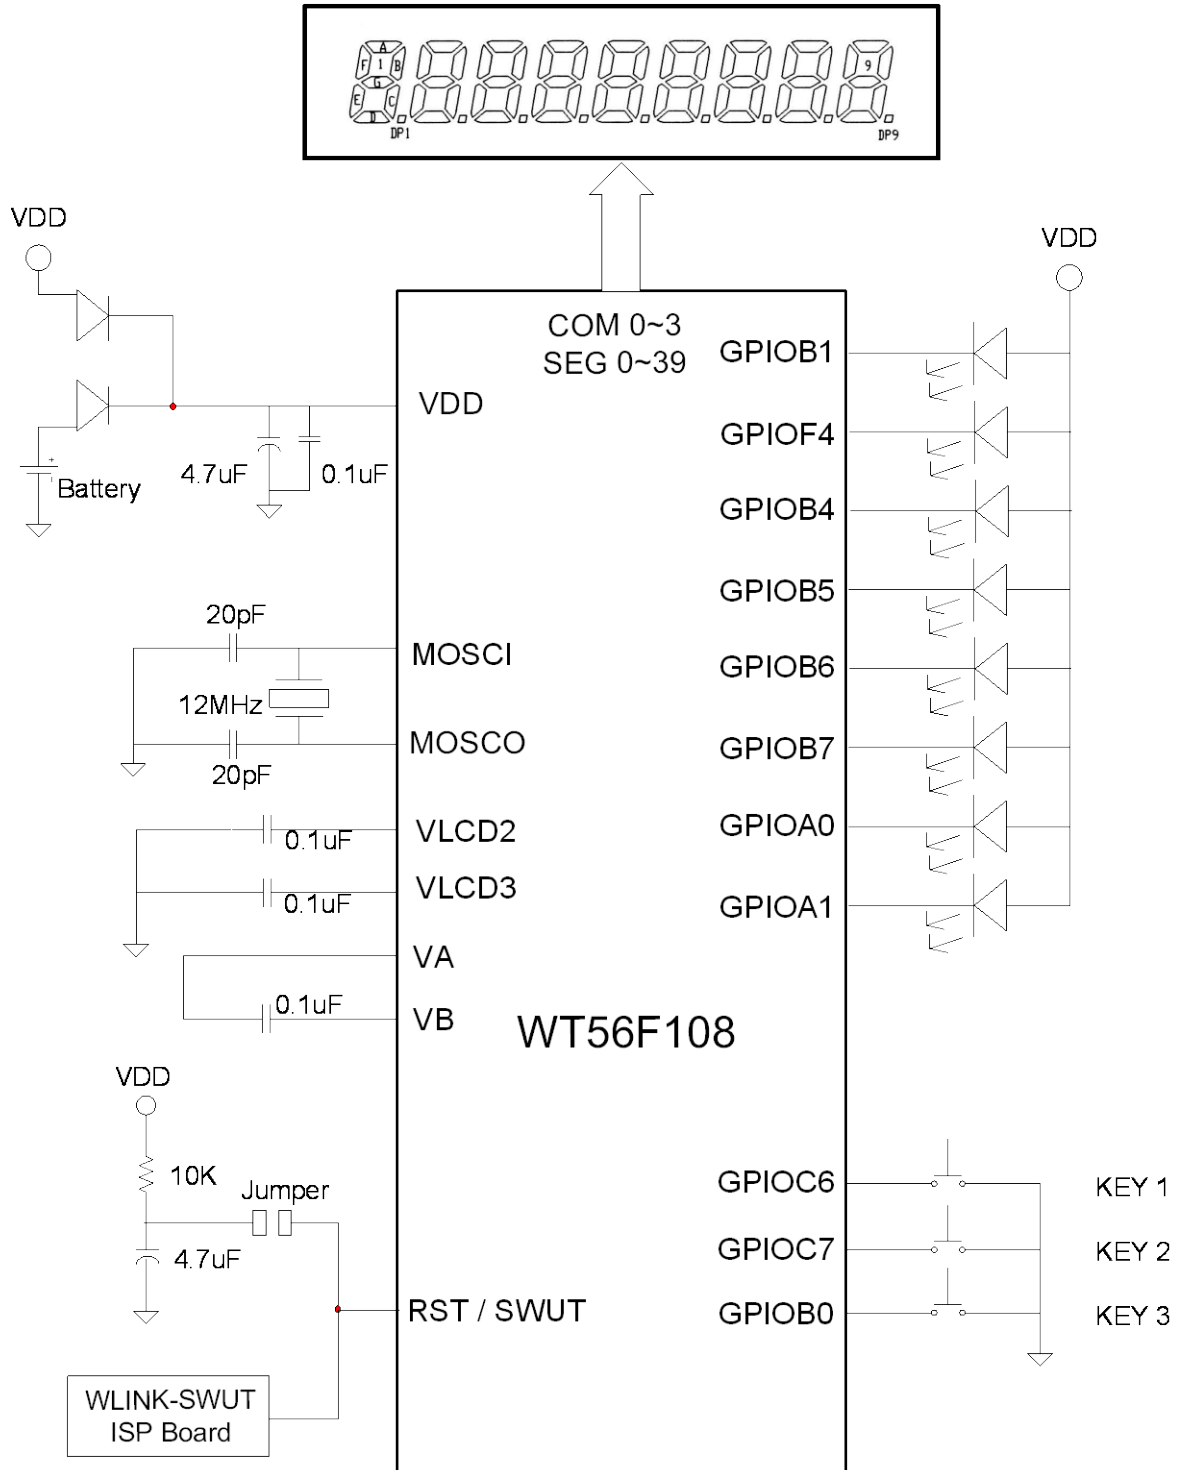 A
F 1 B
G
E C
D
9
DP1
DP9
VDD
VDD
COM 0~3
SEG 0~39
GPIOB1
VDD
GPIOF4
+
-
Battery
4.7uF
0.1uF
GPIOB4
GPIOB5
20pF
MOSCI
GPIOB6
12MHz
MOSCO
GPIOB7
20pF
VLCD2
0.1uF
GPIOA0
VLCD3
0.1uF
GPIOA1
VA
0.1uF
VB
WT56F108
VDD
10K
Jumper
GPIOC6
KEY 1
4.7uF
GPIOC7
KEY 2
RST / SWUT
GPIOB0
KEY 3
WLINK-SWUT
ISP Board